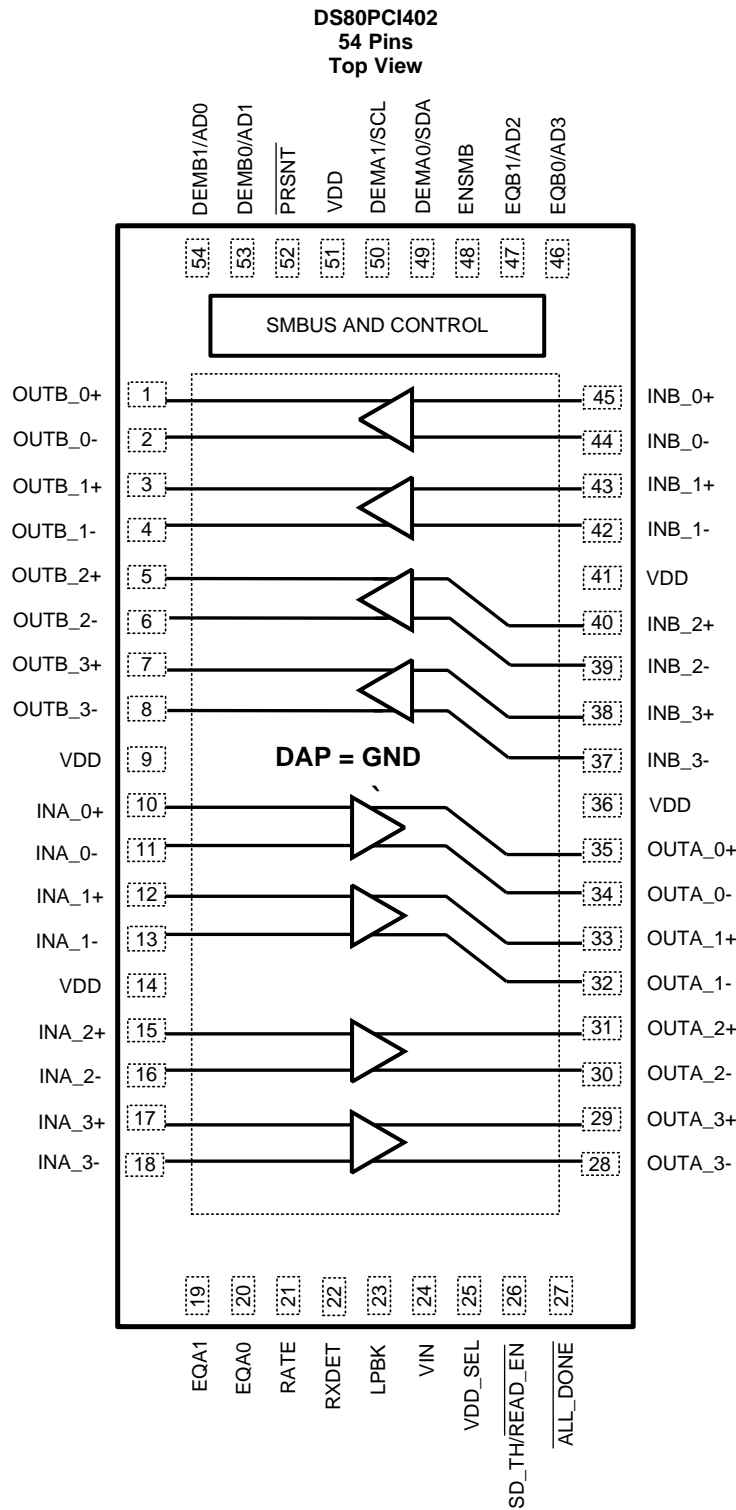 DS80PCI402
54 Pins
Top View
DEMB1/AD0
DEMB0/AD1
PRSNT
VDD
DEMA1/SCL
DEMA0/SDA
ENSMB
EQB1/AD2
EQB0/AD3
54
53
52
51
50
49
48
47
46
SMBUS AND CONTROL
OUTB_0+ 1 45 INB_0+
OUTB_0- 2 44 INB_0-
OUTB_1+ 3 43 INB_1+
OUTB_1- 4 42 INB_1-
OUTB_2+ 5 41 VDD
OUTB_2- 6 40 INB_2+
OUTB_3+ 7 39 INB_2-
OUTB_3- 8 38 INB_3+
VDD 9 DAP = GND 37 INB_3-
`
INA_0+ 10 36 VDD
INA_0- 11 35 OUTA_0+
INA_1+ 12 34 OUTA_0-
INA_1- 13 33 OUTA_1+
VDD 14 32 OUTA_1-
INA_2+ 15 31 OUTA_2+
INA_2- 16 30 OUTA_2-
INA_3+ 17 29 OUTA_3+
INA_3- 18 28 OUTA_3-
19
20
21
22
23
24
25
26
27
EQA1
EQA0
RATE
RXDET
LPBK
VIN
VDD_SEL
SD_TH/READ_EN
ALL_DONE